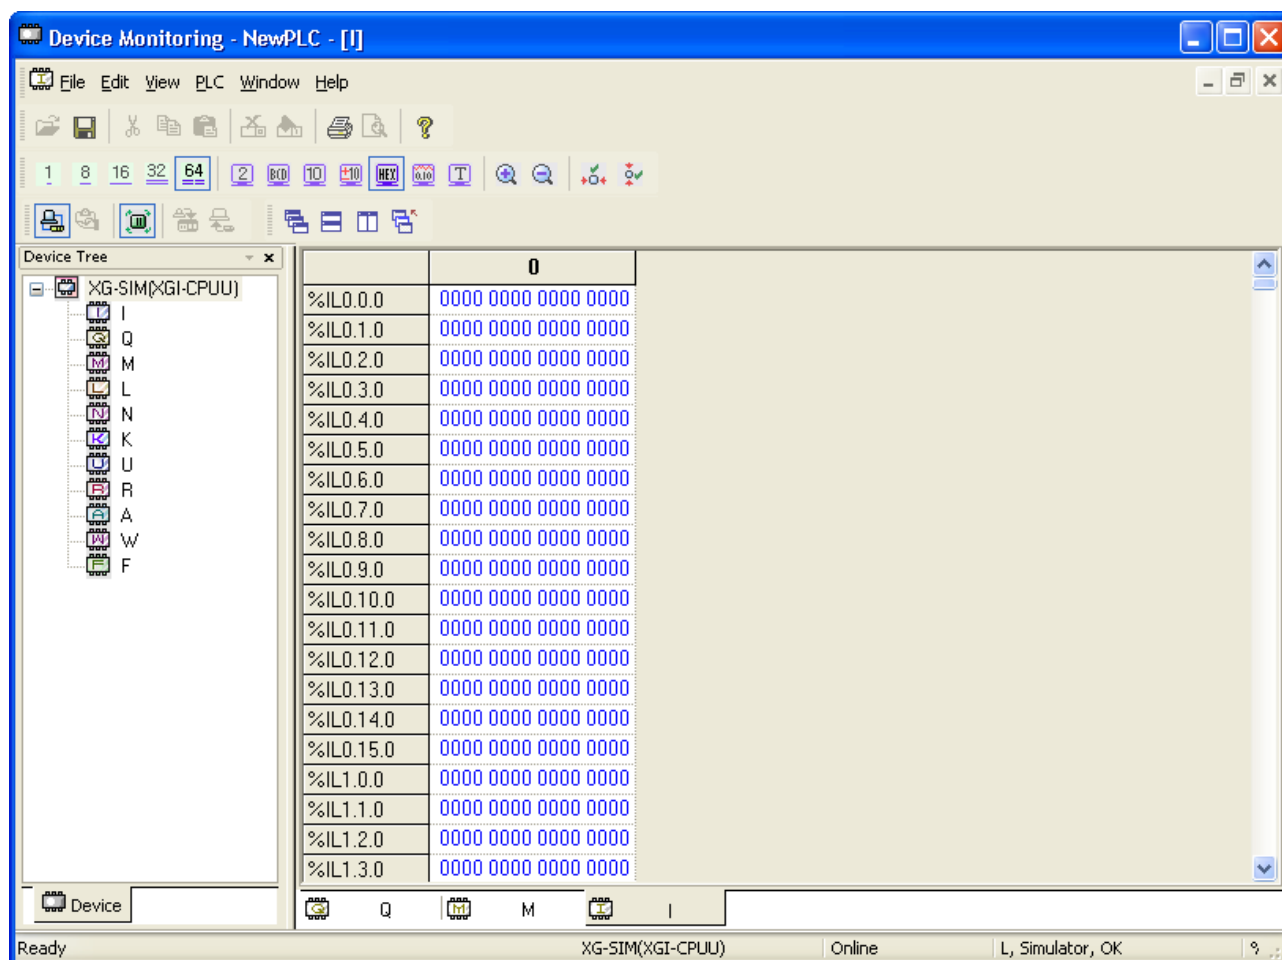 Device Monitoring - NewPLC - [I]
File Edit View PLC Window Help
1 8 16 32 64 2 BCD 10 ±10 HEX 0.10 T
Device Tree
XG-SIM(XGI-CPUU)
I
Q
M
L
N
K
U
R
A
W
F
0
%IL0.0.0 0000 0000 0000 0000
%IL0.1.0 0000 0000 0000 0000
%IL0.2.0 0000 0000 0000 0000
%IL0.3.0 0000 0000 0000 0000
%IL0.4.0 0000 0000 0000 0000
%IL0.5.0 0000 0000 0000 0000
%IL0.6.0 0000 0000 0000 0000
%IL0.7.0 0000 0000 0000 0000
%IL0.8.0 0000 0000 0000 0000
%IL0.9.0 0000 0000 0000 0000
%IL0.10.0 0000 0000 0000 0000
%IL0.11.0 0000 0000 0000 0000
%IL0.12.0 0000 0000 0000 0000
%IL0.13.0 0000 0000 0000 0000
%IL0.14.0 0000 0000 0000 0000
%IL0.15.0 0000 0000 0000 0000
%IL1.0.0 0000 0000 0000 0000
%IL1.1.0 0000 0000 0000 0000
%IL1.2.0 0000 0000 0000 0000
%IL1.3.0 0000 0000 0000 0000
Device
Q M I
Ready XG-SIM(XGI-CPUU) Online L, Simulator, OK